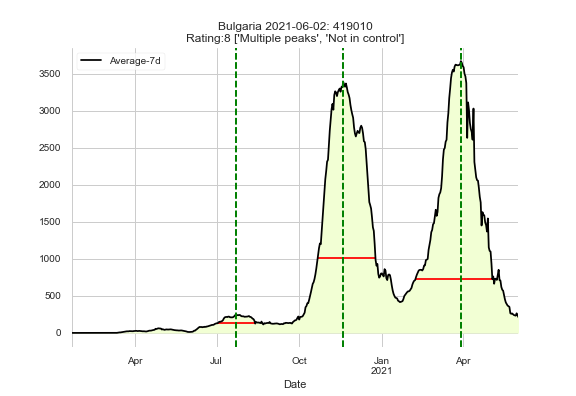 Bulgaria 2021-06-02: 419010
Rating:8 ['Multiple peaks', 'Not in control']
Average-7d
3500
3000
2500
2000
1500
1000
500
0
Apr
Jul
Oct
Jan
2021
Apr
Date